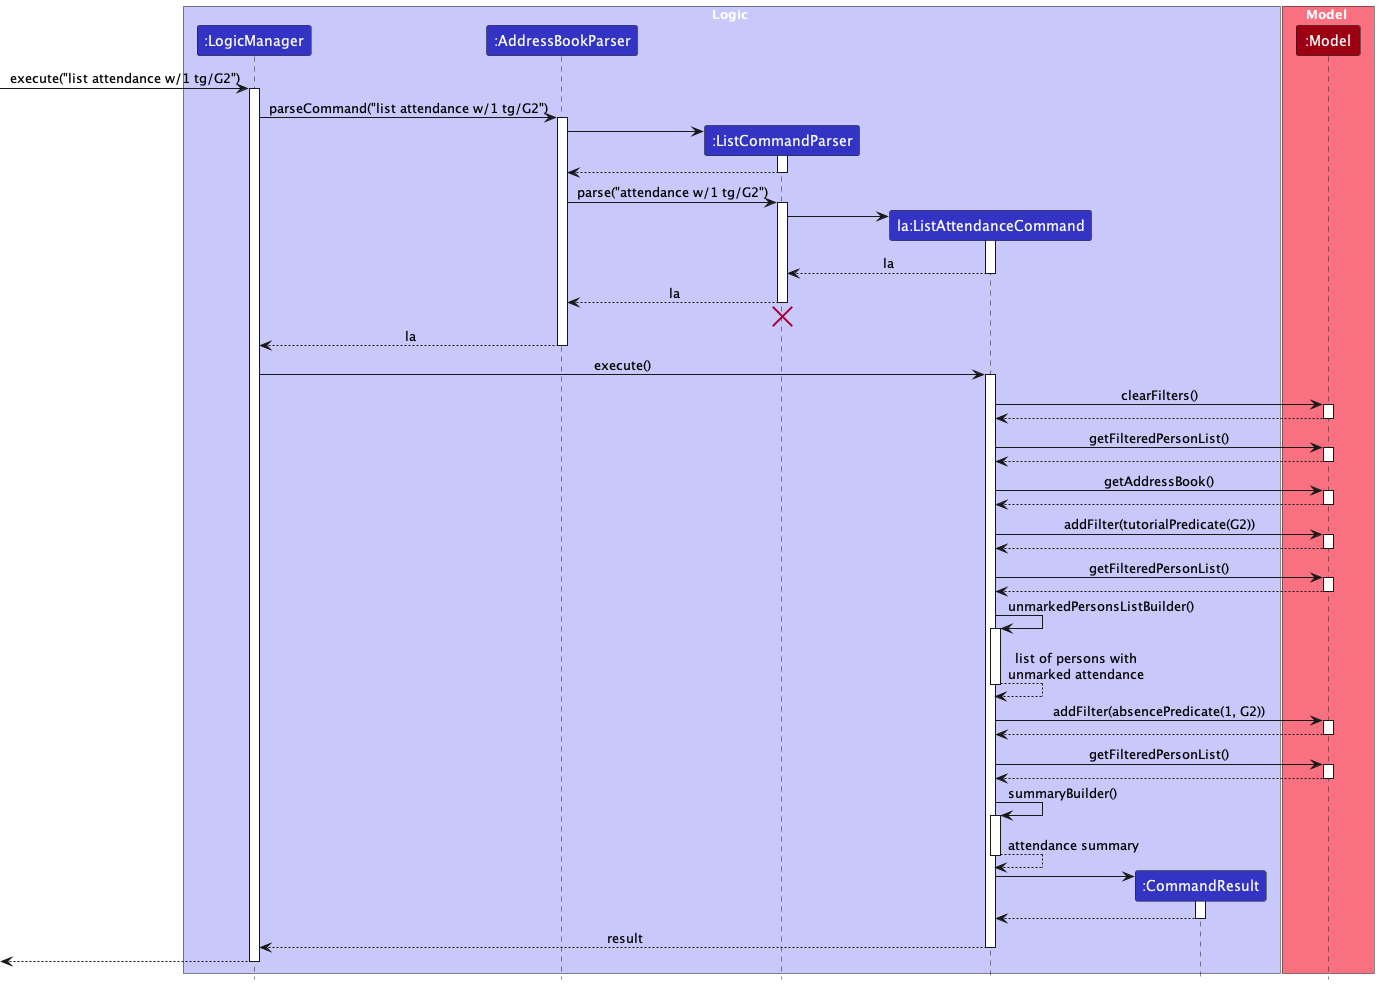 Logic
Model
:LogicManager
:AddressBookParser
:Model
execute("list attendance w/1 tg/G2")
parseCommand("list attendance w/1 tg/G2")
:ListCommandParser
parse("attendance w/1 tg/G2")
la:ListAttendanceCommand
la
la
la
execute()
clearFilters()
getFilteredPersonList()
getAddressBook()
addFilter(tutorialPredicate(G2))
getFilteredPersonList()
unmarkedPersonsListBuilder()
list of persons with
unmarked attendance
addFilter(absencePredicate(1, G2))
getFilteredPersonList()
summaryBuilder()
attendance summary
:CommandResult
result